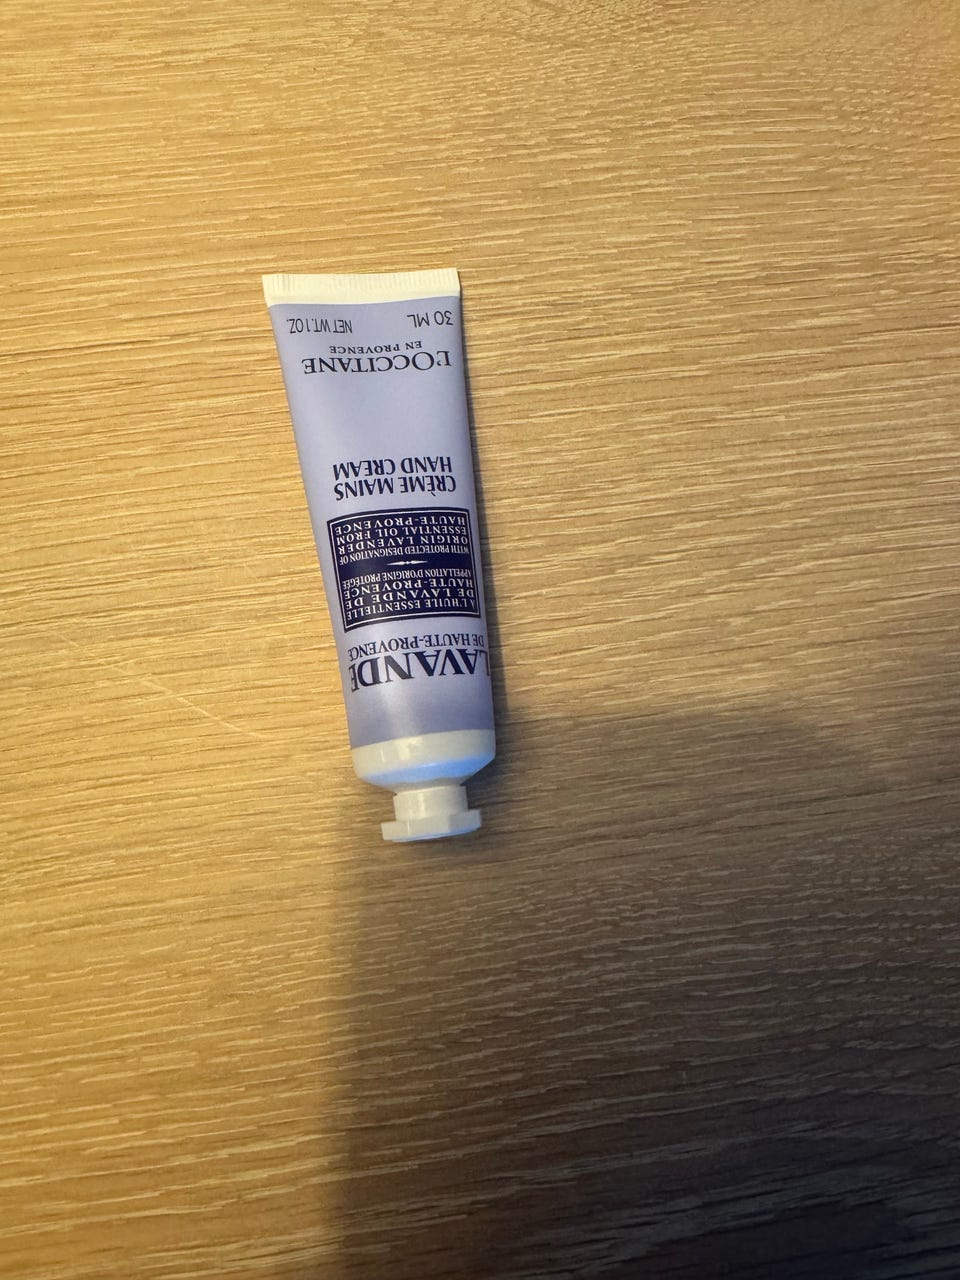 LAVANDE
DE HAUTE-PROVENCE
À L'HUILE ESSENTIELLE
DE LAVANDE DE
HAUTE-PROVENCE
APPELLATION D'ORIGINE PROTÉGÉE
WITH PROTECTED DESIGNATION OF
ORIGIN LAVENDER
ESSENTIAL OIL FROM
HAUTE-PROVENCE
CRÈME MAINS
HAND CREAM
L'OCCITANE
EN PROVENCE
30 ML NET WT. 1 OZ.